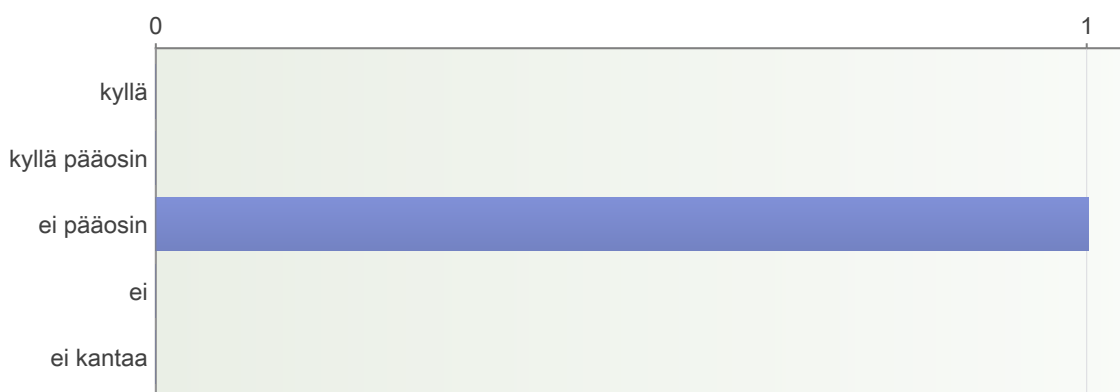 0 1
kyllä
kyllä pääosin
ei pääosin
ei
ei kantaa